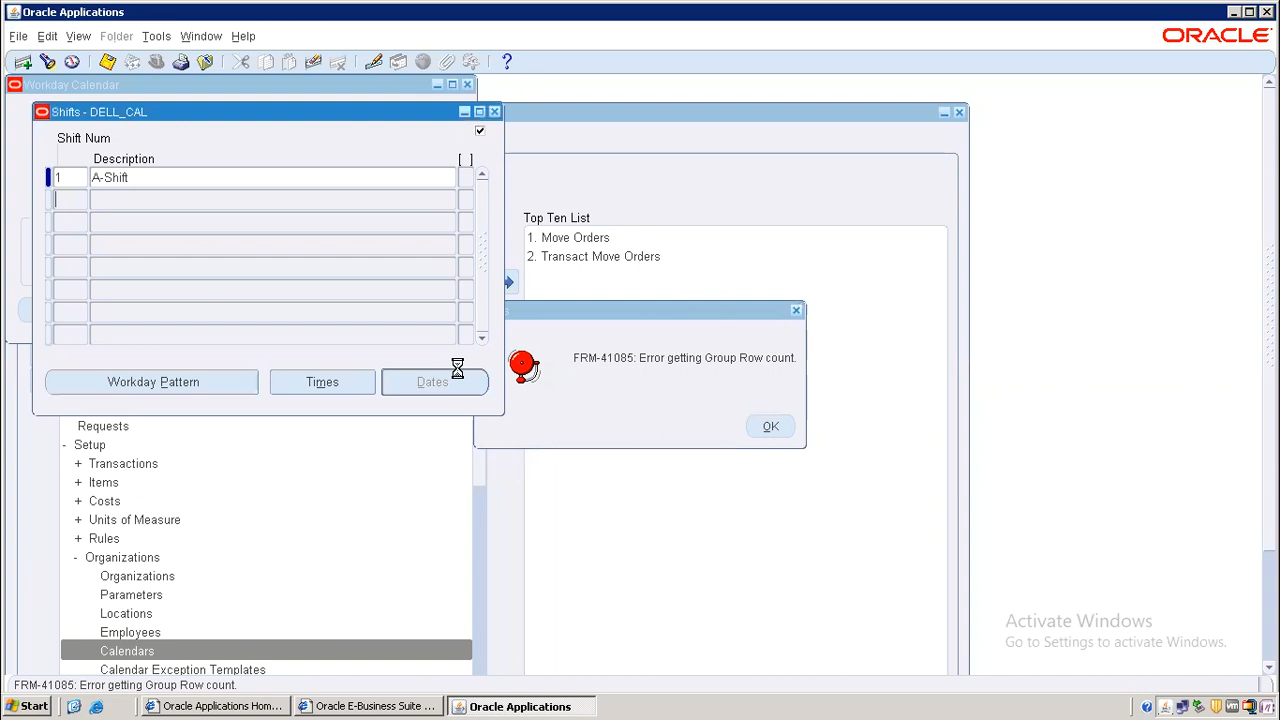 Oracle Applications
File Edit View Folder Tools Window Help
ORACLE
Workday Calendar
Shifts - DELL_CAL
Shift Num
Description
[ ]
1 A-Shift
Workday Pattern Times Dates
Top Ten List
1. Move Orders
2. Transact Move Orders
FRM-41085: Error getting Group Row count.
OK
Requests
- Setup
+ Transactions
+ Items
+ Costs
+ Units of Measure
+ Rules
- Organizations
Organizations
Parameters
Locations
Employees
Calendars
Calendar Exception Templates
Activate Windows
Go to Settings to activate Windows.
FRM-41085: Error getting Group Row count.
Start Oracle Applications Hom... Oracle E-Business Suite ... Oracle Applications